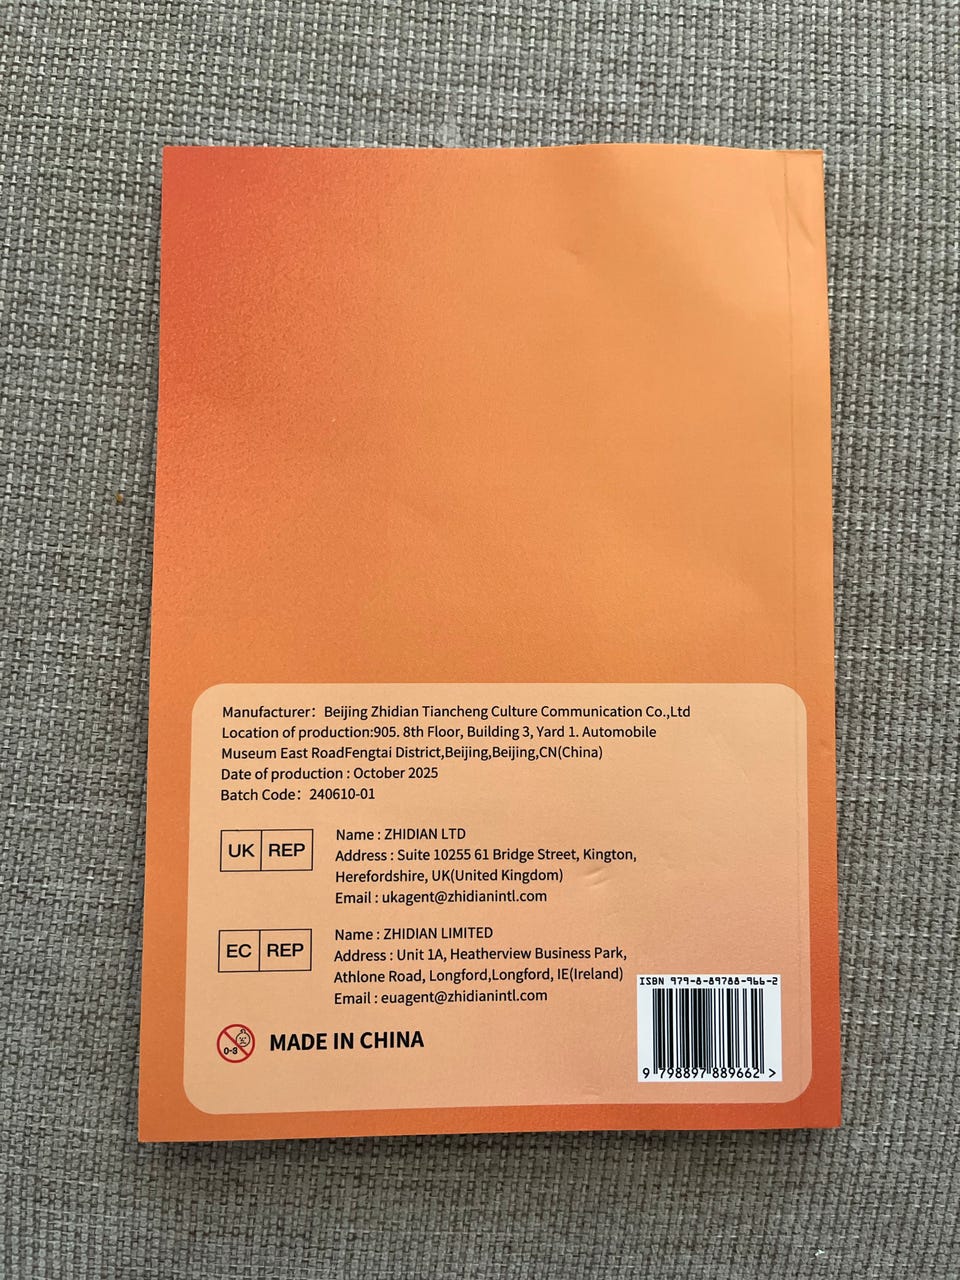 Manufacturer: Beijing Zhidian Tiancheng Culture Communication Co.,Ltd
Location of production:905. 8th Floor, Building 3, Yard 1. Automobile
Museum East RoadFengtai District,Beijing,Beijing,CN(China)
Date of production : October 2025
Batch Code: 240610-01
UK REP
Name : ZHIDIAN LTD
Address : Suite 10255 61 Bridge Street, Kington,
Herefordshire, UK(United Kingdom)
Email : ukagent@zhidianintl.com
EC REP
Name : ZHIDIAN LIMITED
Address : Unit 1A, Heatherview Business Park,
Athlone Road, Longford,Longford, IE(Ireland)
Email : euagent@zhidianintl.com
0-3
MADE IN CHINA
ISBN 979-8-89788-966-2
9 798897 889662 >